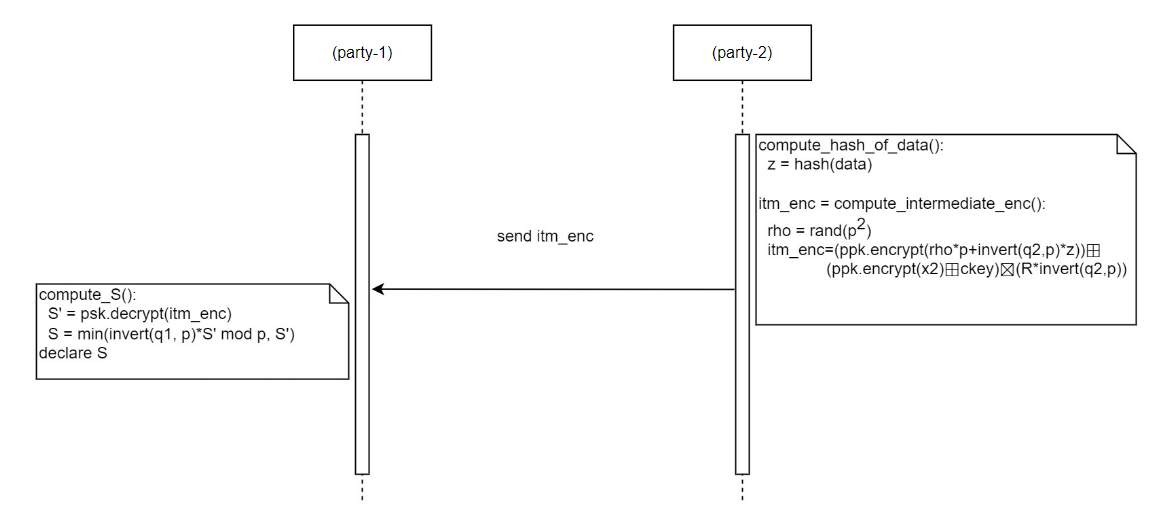 (party-1)
(party-2)
compute_hash_of_data():
z = hash(data)
itm_enc = compute_intermediate_enc():
rho = rand(p²)
itm_enc=(ppk.encrypt(rho*p+invert(q2,p)*z))⊞
(ppk.encrypt(x2)⊞ckey)⊠(R*invert(q2,p))
send itm_enc
compute_S():
S' = psk.decrypt(itm_enc)
S = min(invert(q1, p)*S' mod p, S')
declare S